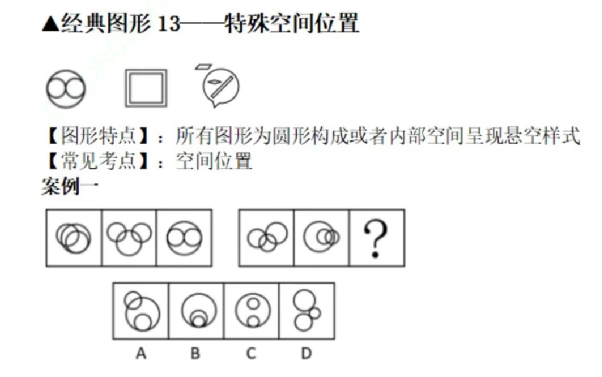 ▲经典图形 13——特殊空间位置
【图形特点】：所有图形为圆形构成或者内部空间呈现悬空样式
【常见考点】：空间位置
案例一
?
A B C D